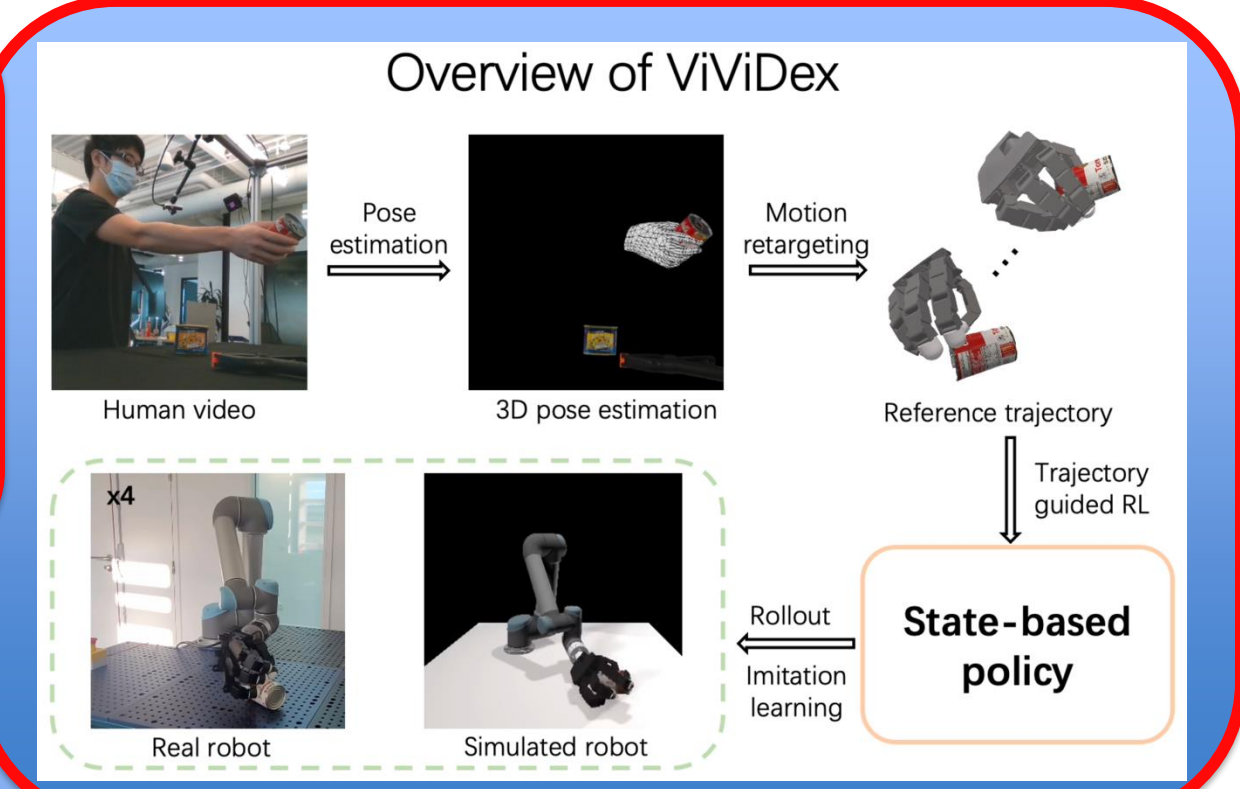 Overview of ViViDex
Pose
estimation
Motion
retargeting
Human video
3D pose estimation
Reference trajectory
Trajectory
guided RL
x4
Rollout
Imitation
learning
State-based
policy
Real robot
Simulated robot